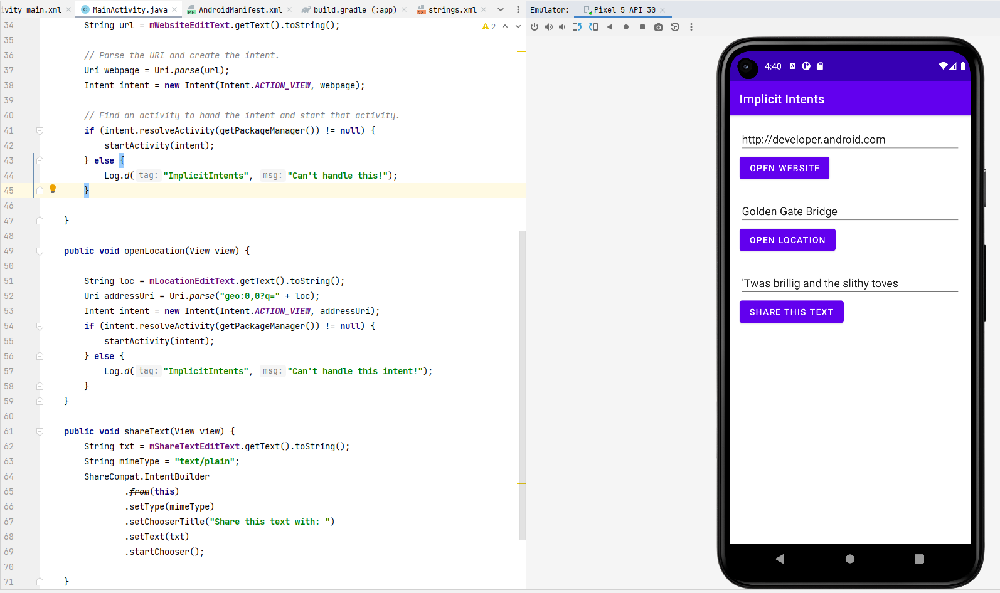 ivity_main.xml
MainActivity.java
AndroidManifest.xml
build.gradle (:app)
strings.xml
Emulator:
Pixel 5 API 30
34 String url = mWebsiteEditText.getText().toString();
2
35
36 // Parse the URI and create the intent.
37 Uri webpage = Uri.parse(url);
38 Intent intent = new Intent(Intent.ACTION_VIEW, webpage);
39
40 // Find an activity to hand the intent and start that activity.
41 if (intent.resolveActivity(getPackageManager()) != null) {
42 startActivity(intent);
43 } else {
44 Log.d( tag: "ImplicitIntents", msg: "Can't handle this!");
45 }
46
47 }
48
49 public void openLocation(View view) {
50
51 String loc = mLocationEditText.getText().toString();
52 Uri addressUri = Uri.parse("geo:0,0?q=" + loc);
53 Intent intent = new Intent(Intent.ACTION_VIEW, addressUri);
54 if (intent.resolveActivity(getPackageManager()) != null) {
55 startActivity(intent);
56 } else {
57 Log.d( tag: "ImplicitIntents", msg: "Can't handle this intent!");
58 }
59 }
60
61 public void shareText(View view) {
62 String txt = mShareTextEditText.getText().toString();
63 String mimeType = "text/plain";
64 ShareCompat.IntentBuilder
65 .from(this)
66 .setType(mimeType)
67 .setChooserTitle("Share this text with: ")
68 .setText(txt)
69 .startChooser();
70
71 }
4:40
Implicit Intents
http://developer.android.com
OPEN WEBSITE
Golden Gate Bridge
OPEN LOCATION
'Twas brillig and the slithy toves
SHARE THIS TEXT